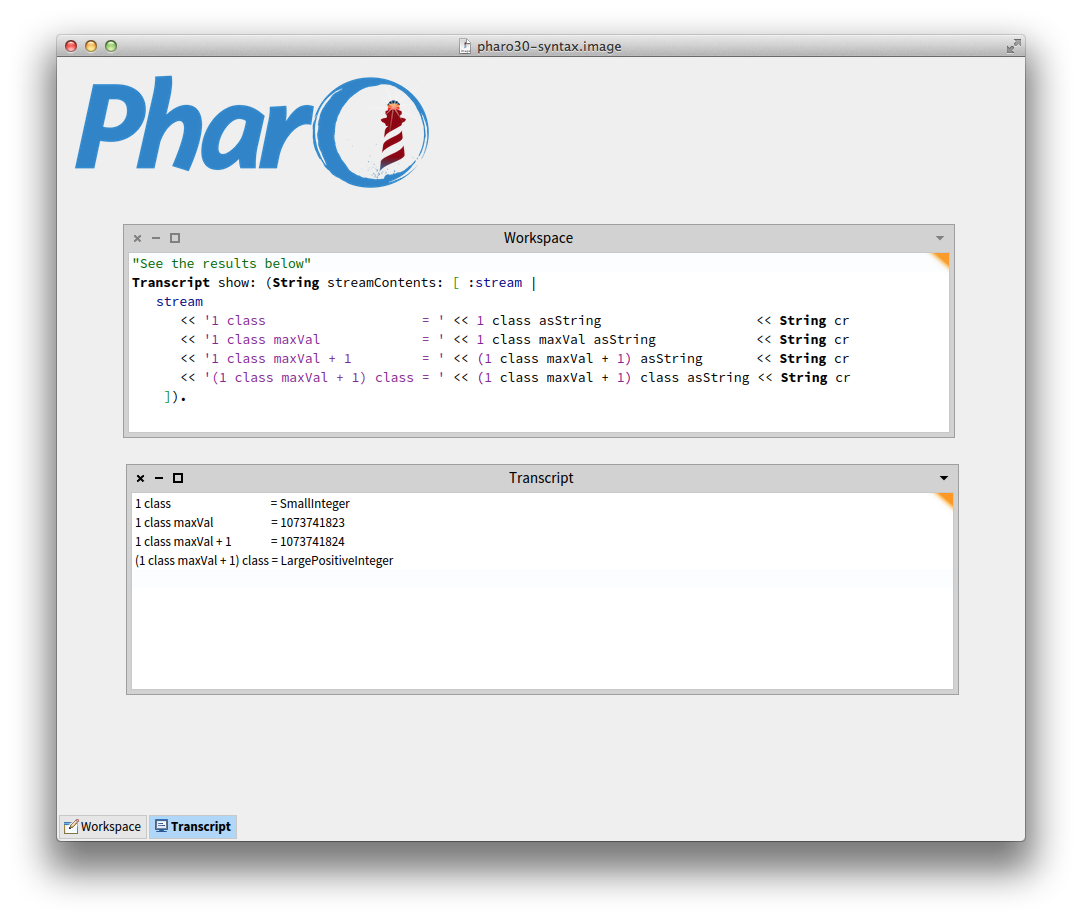 pharo30-syntax.image
Pharo
Workspace
"See the results below"
Transcript show: (String streamContents: [ :stream |
   stream
      << '1 class                    = ' << 1 class asString                    << String cr
      << '1 class maxVal             = ' << 1 class maxVal asString             << String cr
      << '1 class maxVal + 1         = ' << (1 class maxVal + 1) asString       << String cr
      << '(1 class maxVal + 1) class = ' << (1 class maxVal + 1) class asString << String cr
    ]).
Transcript
1 class                    = SmallInteger
1 class maxVal             = 1073741823
1 class maxVal + 1         = 1073741824
(1 class maxVal + 1) class = LargePositiveInteger
Workspace Transcript